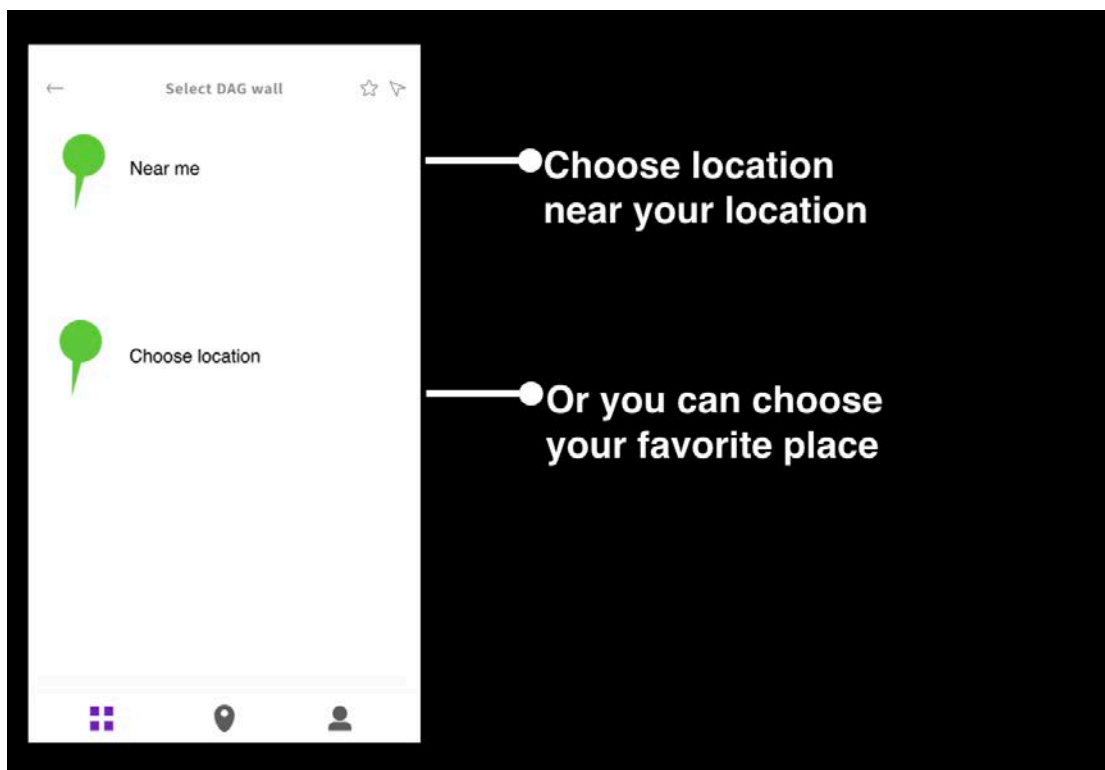 Select DAG wall
Near me
Choose location
near your location
Choose location
Or you can choose
your favorite place